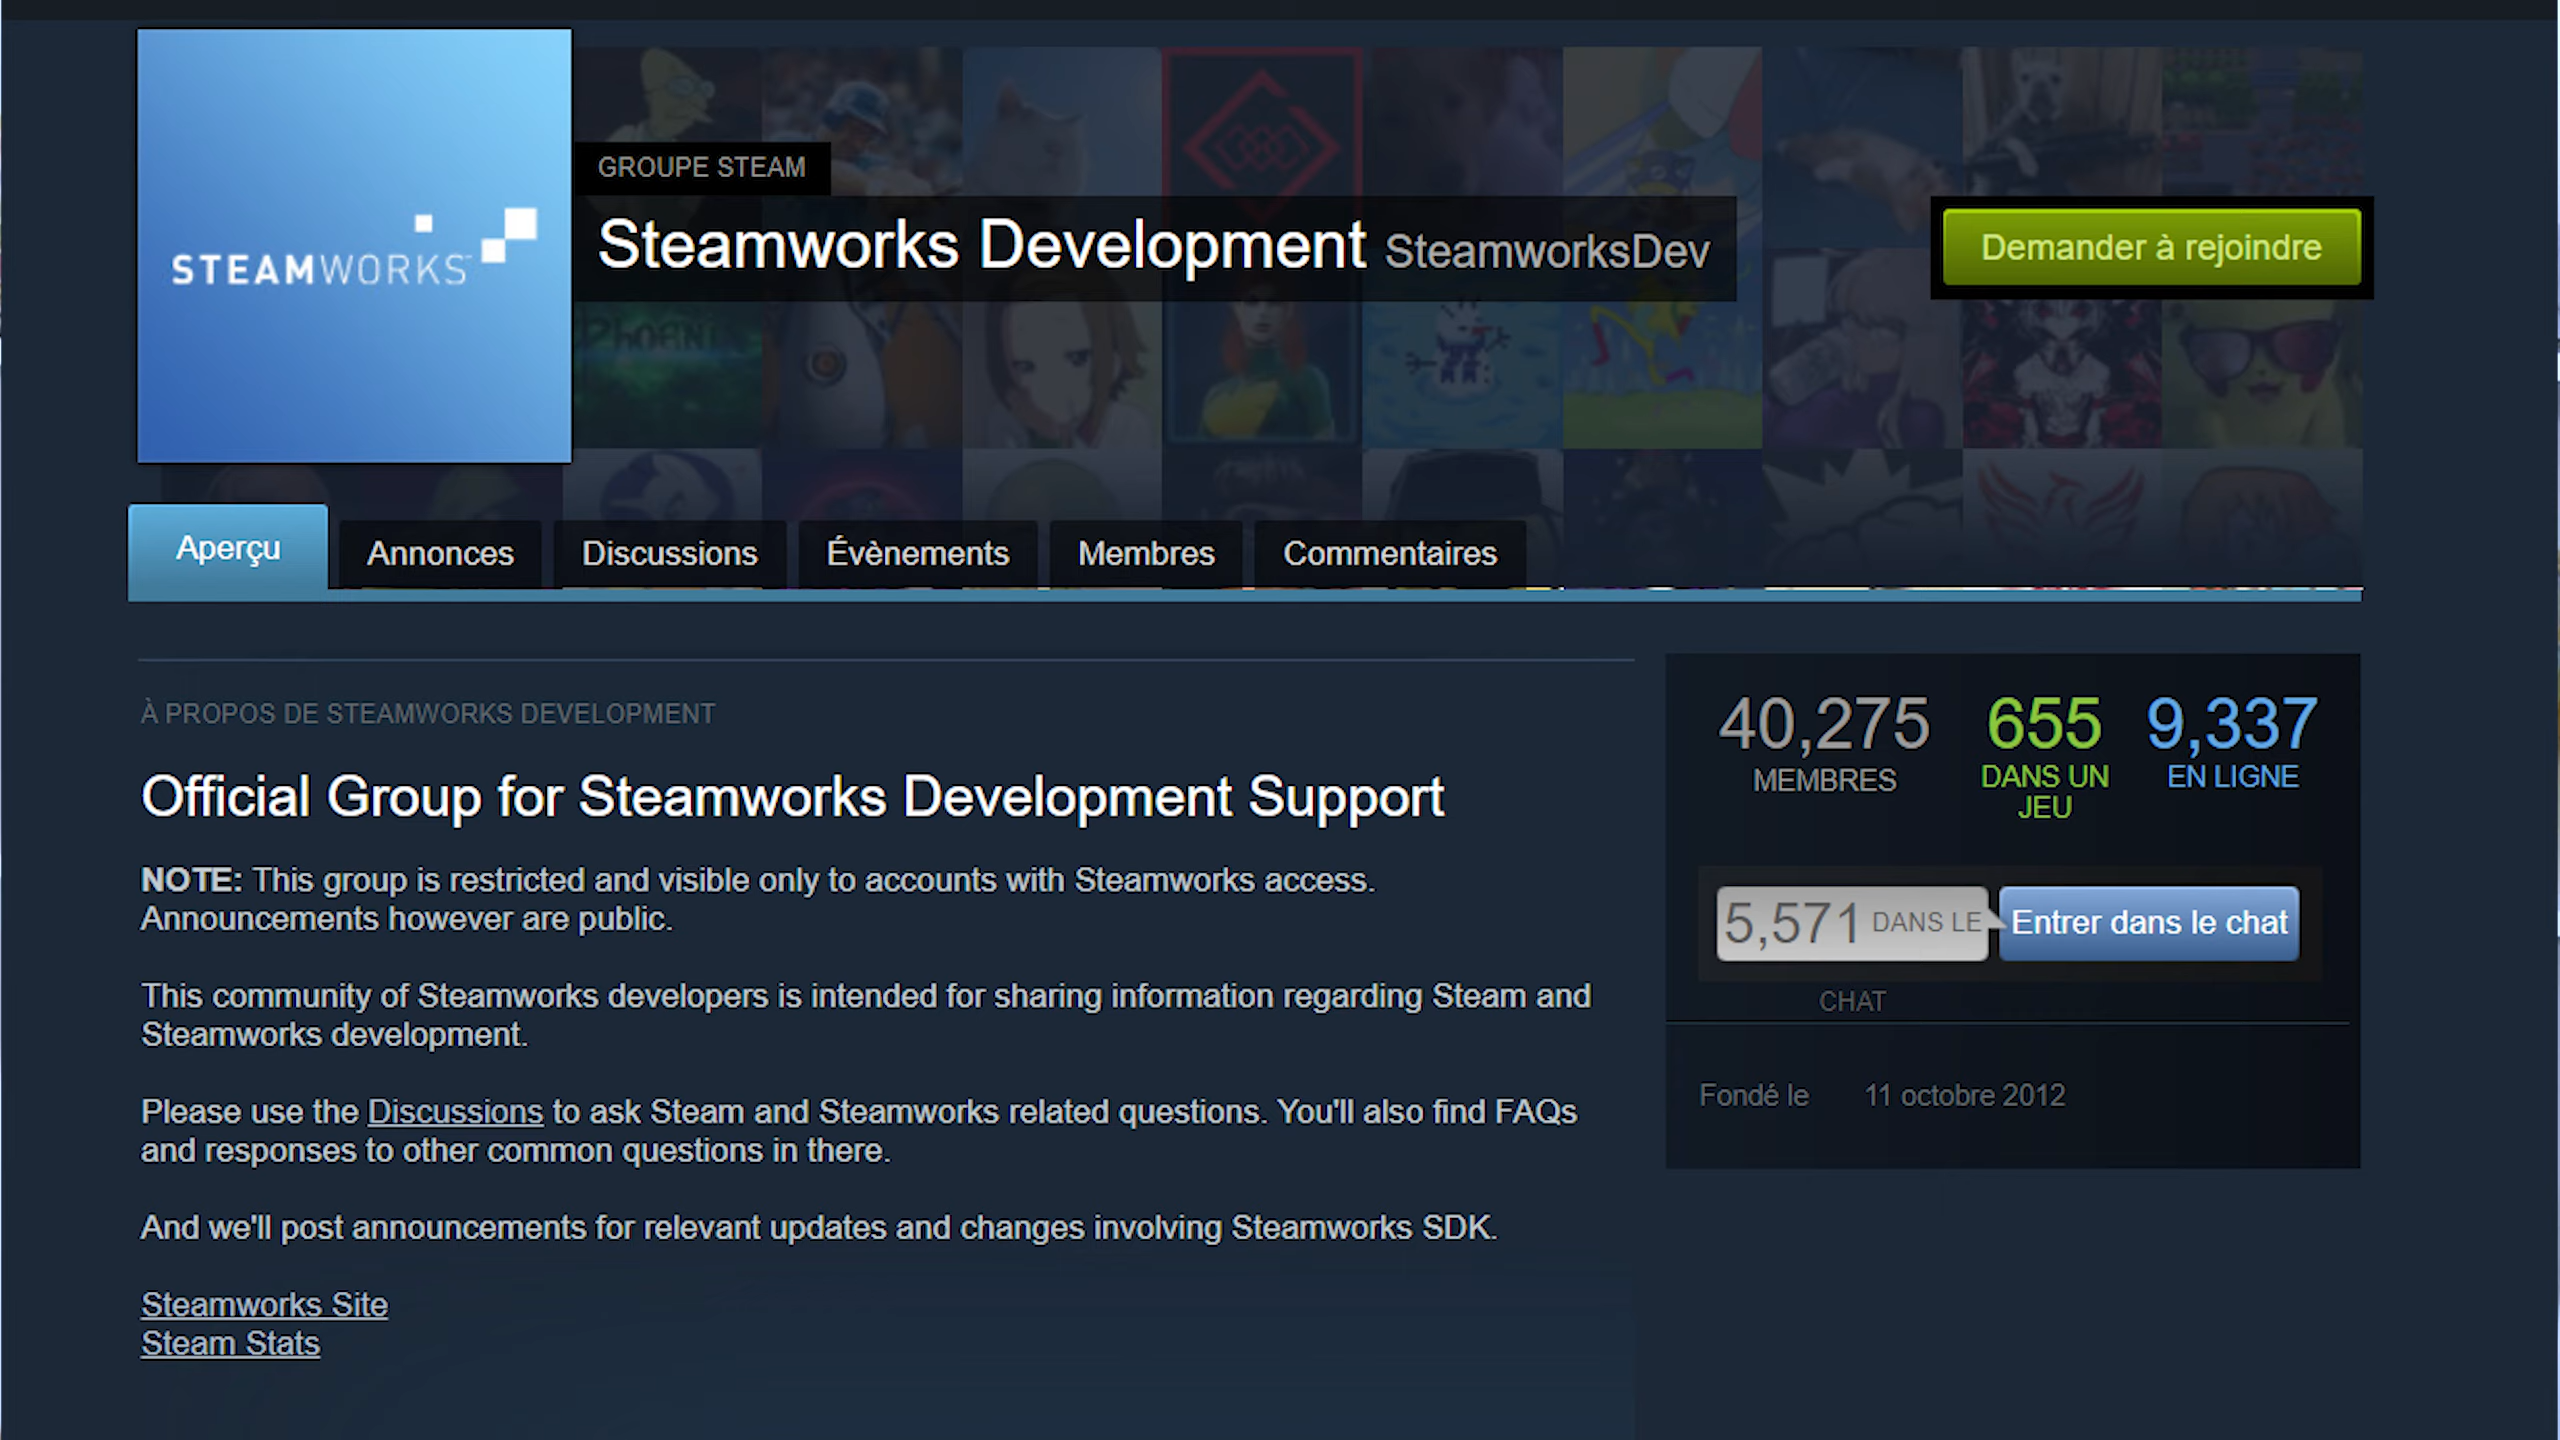 STEAMWORKS™
GROUPE STEAM
Steamworks Development SteamworksDev
Demander à rejoindre
PhOENI
Aperçu
Annonces
Discussions
Évènements
Membres
Commentaires
À PROPOS DE STEAMWORKS DEVELOPMENT
Official Group for Steamworks Development Support
NOTE: This group is restricted and visible only to accounts with Steamworks access.
Announcements however are public.
This community of Steamworks developers is intended for sharing information regarding Steam and
Steamworks development.
Please use the Discussions to ask Steam and Steamworks related questions. You'll also find FAQs
and responses to other common questions in there.
And we'll post announcements for relevant updates and changes involving Steamworks SDK.
Steamworks Site
Steam Stats
40,275
MEMBRES
655
DANS UN
JEU
9,337
EN LIGNE
5,571 DANS LE
CHAT
Entrer dans le chat
Fondé le 11 octobre 2012